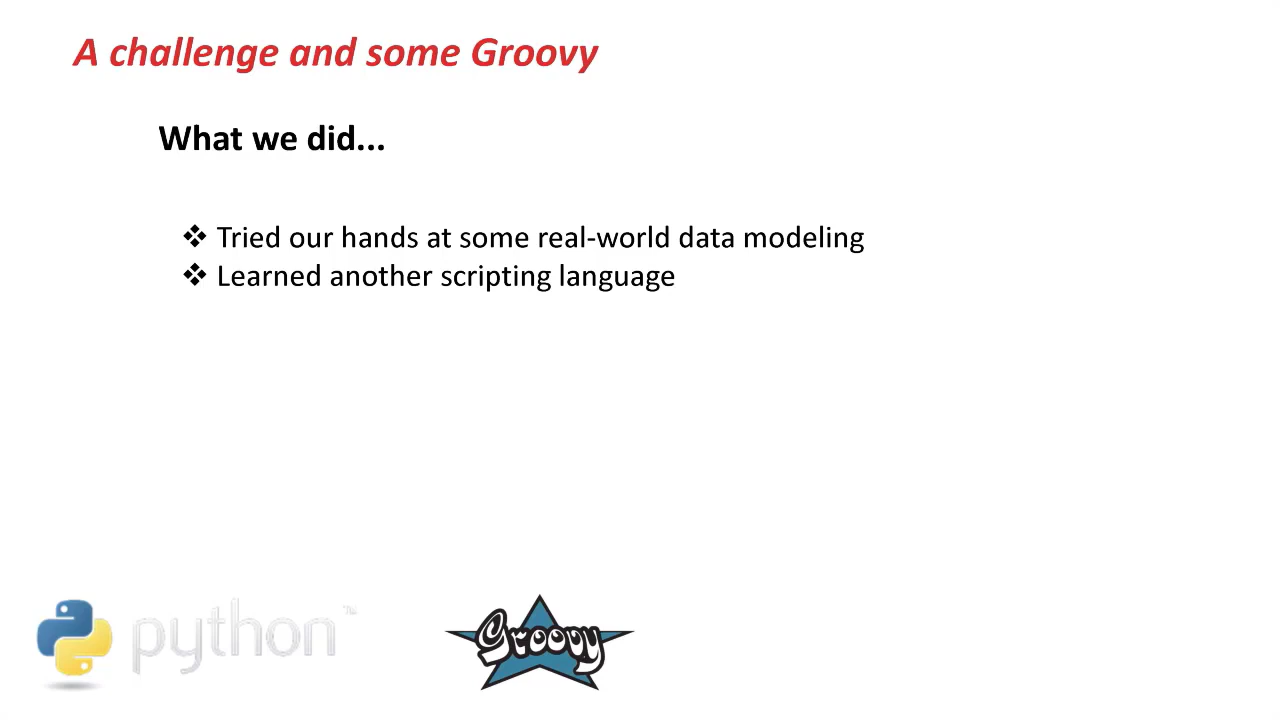 A challenge and some Groovy
What we did...
❖ Tried our hands at some real-world data modeling
❖ Learned another scripting language
python™
Groovy